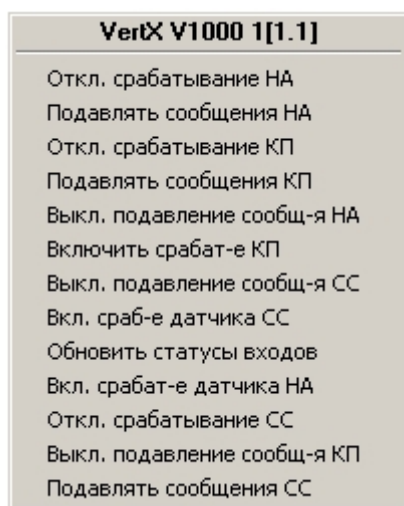 VertX V1000 1[1.1]
Откл. срабатывание НА
Подавлять сообщения НА
Откл. срабатывание КП
Подавлять сообщения КП
Выкл. подавление сообщ-я НА
Включить срабат-е КП
Выкл. подавление сообщ-я СС
Вкл. сраб-е датчика СС
Обновить статусы входов
Вкл. срабат-е датчика НА
Откл. срабатывание СС
Выкл. подавление сообщ-я КП
Подавлять сообщения СС